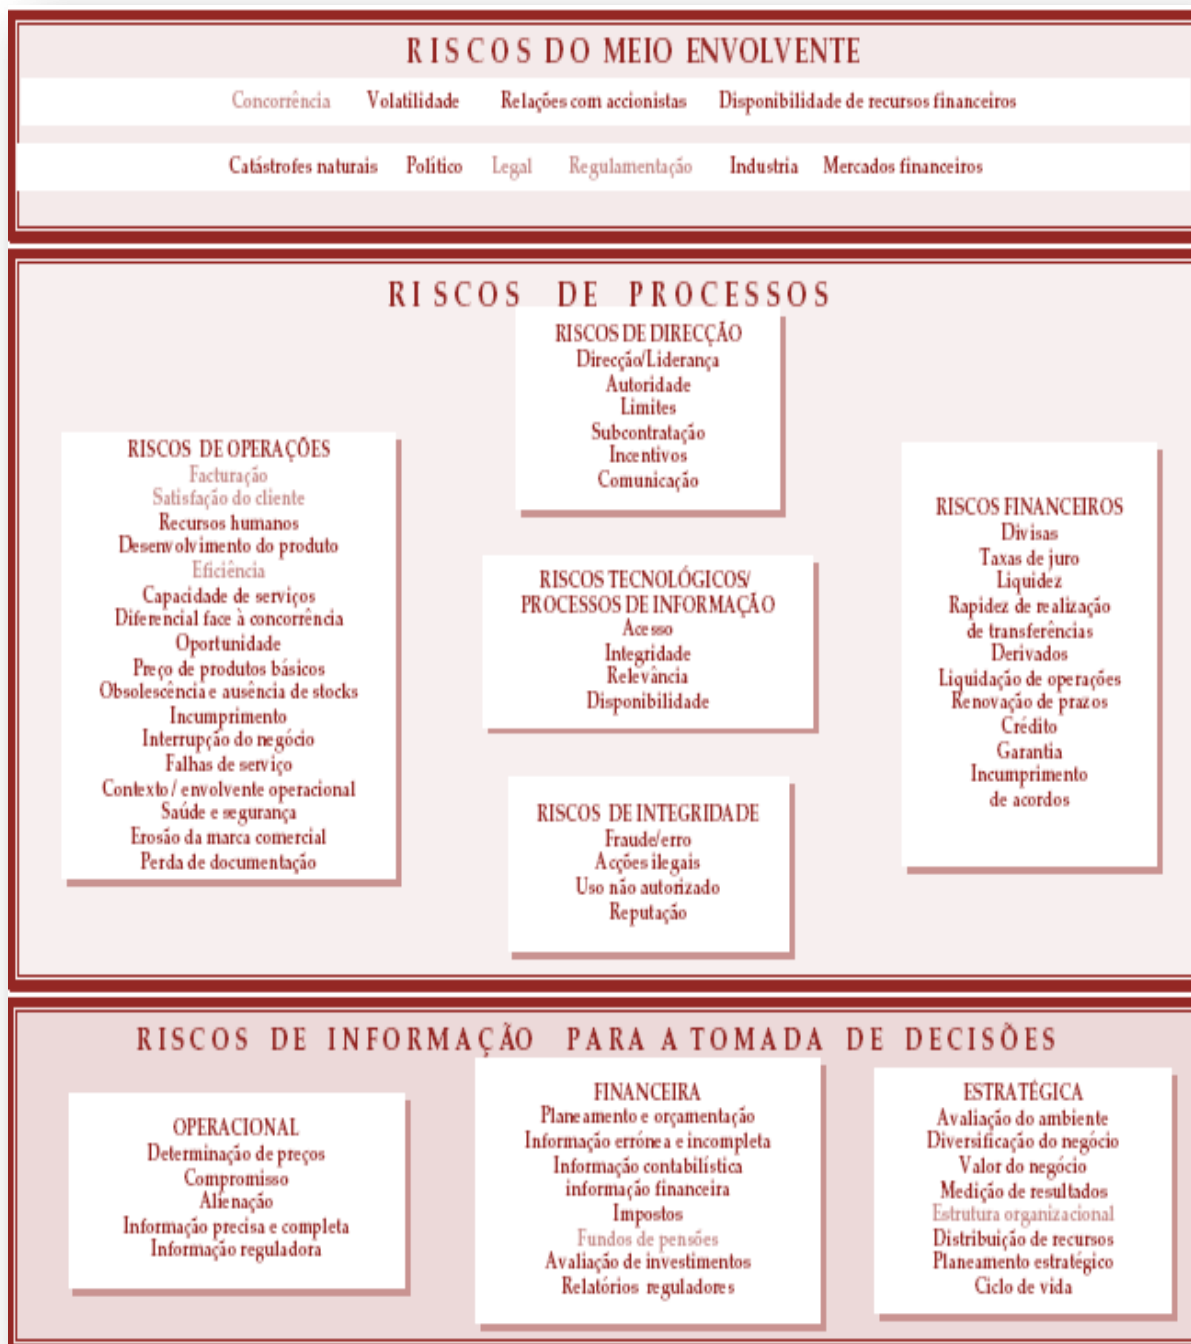 RISCOS DO MEIO ENVOLVENTE
Concorrência Volatilidade Relações com accionistas Disponibilidade de recursos financeiros
Catástrofes naturais Político Legal Regulamentação Industria Mercados financeiros
RISCOS DE PROCESSOS
RISCOS DE DIRECÇÃO
Direcção/Liderança
Autoridade
Limites
Subcontratação
Incentivos
Comunicação
RISCOS DE OPERAÇÕES
Facturação
Satisfação do cliente
Recursos humanos
Desenvolvimento do produto
Eficiência
Capacidade de serviços
Diferencial face à concorrência
Oportunidade
Preço de produtos básicos
Obsolescência e ausência de stocks
Incumprimento
Interrupção do negócio
Falhas de serviço
Contexto / envolvente operacional
Saúde e segurança
Erosão da marca comercial
Perda de documentação
RISCOS TECNOLÓGICOS/
PROCESSOS DE INFORMAÇÃO
Acesso
Integridade
Relevância
Disponibilidade
RISCOS DE INTEGRIDADE
Fraude/erro
Acções ilegais
Uso não autorizado
Reputação
RISCOS FINANCEIROS
Divisas
Taxas de juro
Liquidez
Rapidez de realização
de transferências
Derivados
Liquidação de operações
Renovação de prazos
Crédito
Garantia
Incumprimento
de acordos
RISCOS DE INFORMAÇÃO PARA A TOMADA DE DECISÕES
OPERACIONAL
Determinação de preços
Compromisso
Alienação
Informação precisa e completa
Informação reguladora
FINANCEIRA
Planeamento e orçamentação
Informação errónea e incompleta
Informação contabilística
informação financeira
Impostos
Fundos de pensões
Avaliação de investimentos
Relatórios reguladores
ESTRATÉGICA
Avaliação do ambiente
Diversificação do negócio
Valor do negócio
Medição de resultados
Estrutura organizacional
Distribuição de recursos
Planeamento estratégico
Ciclo de vida